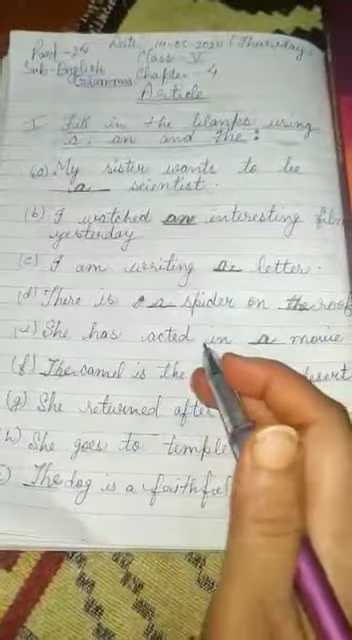 Part-24 Date-14-05-2020 (Thursday)
Class-V
Sub-English Grammar Chapter-4
Article
I fill in the blanks using
a, an and the:
(a) My sister wants to be
a scientist.
(b) I watched an interesting film
yesterday
(c) I am writing a letter.
(d) There is a spider on the roof
(e) She has acted in a movie
(f) The camel is the desert
(g) She returned after
(h) She goes to temple
The dog is a faithful